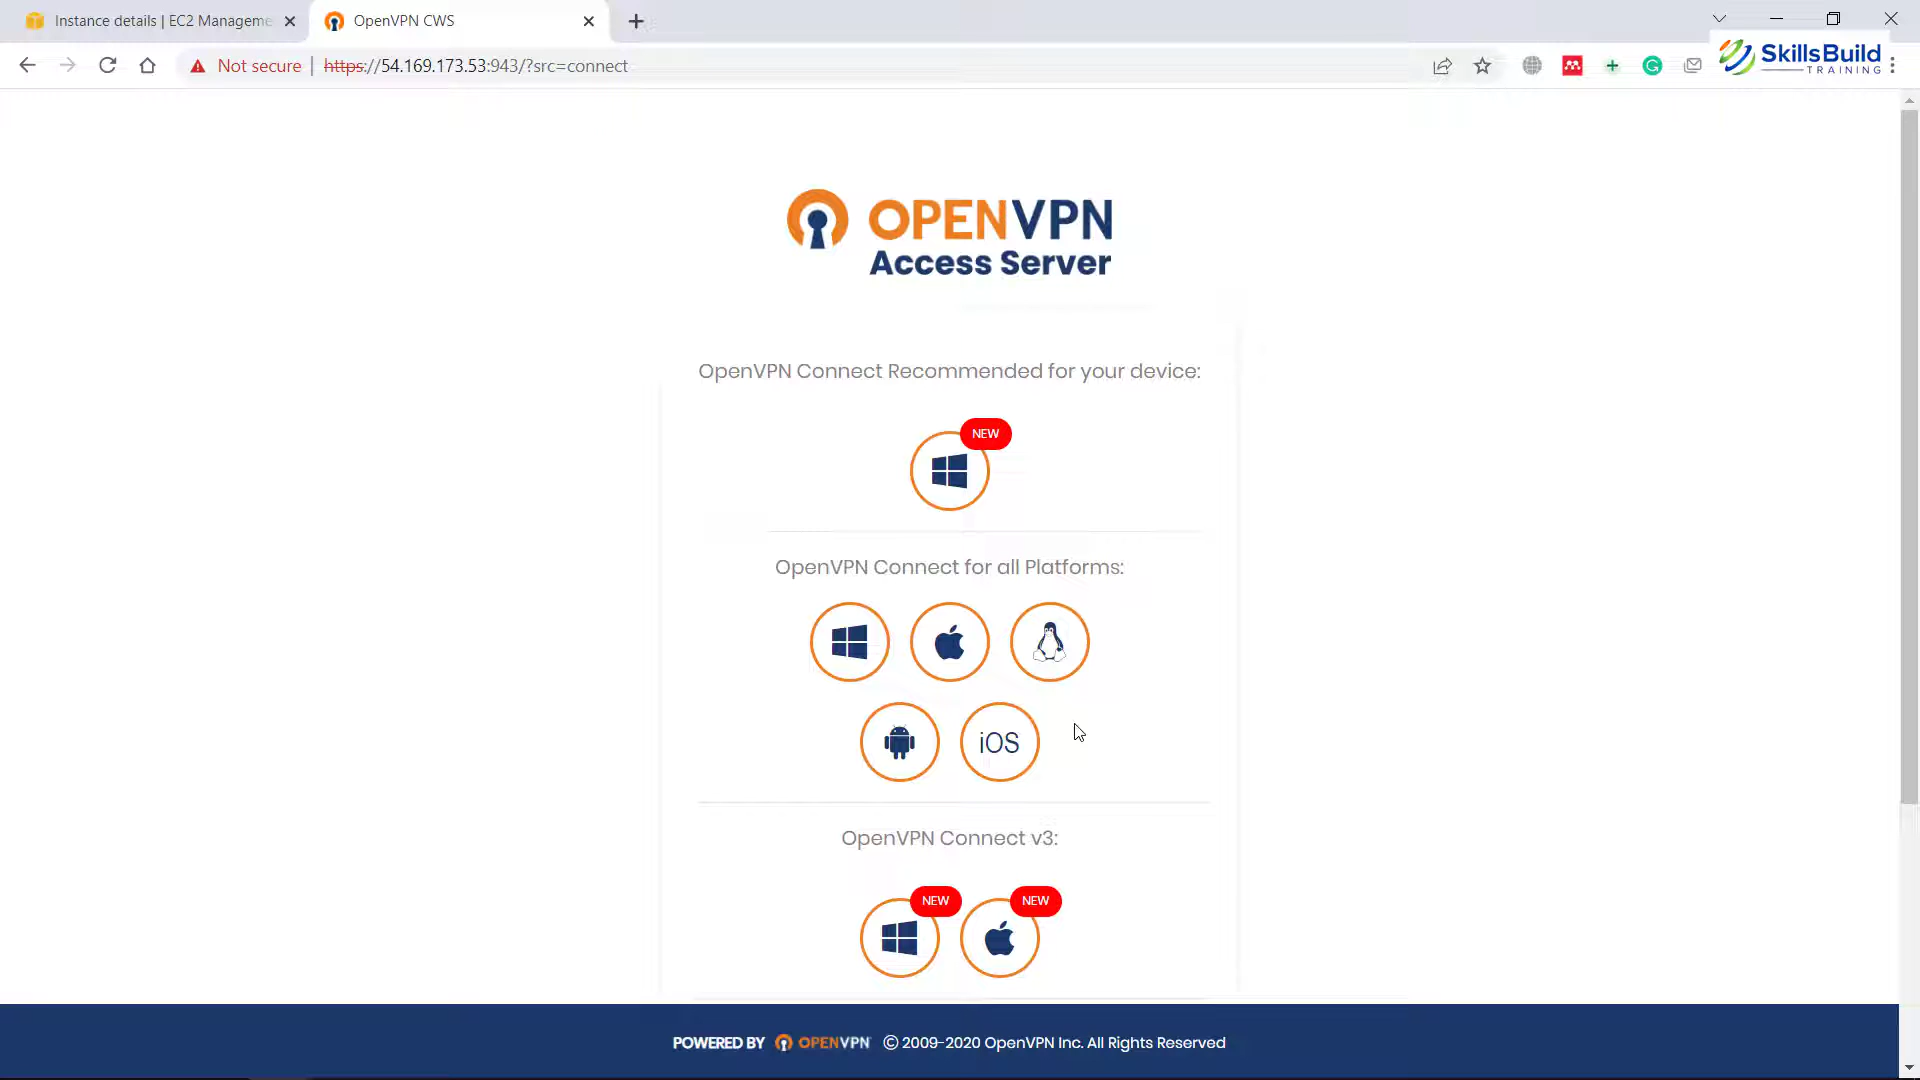 Instance details | EC2 Manageme
OpenVPN CWS
Not secure | https://54.169.173.53:943/?src=connect
SkillsBuild
TRAINING
OPENVPN
Access Server
OpenVPN Connect Recommended for your device:
NEW
OpenVPN Connect for all Platforms:
iOS
OpenVPN Connect v3:
NEW
NEW
POWERED BY OPENVPN © 2009-2020 OpenVPN Inc. All Rights Reserved